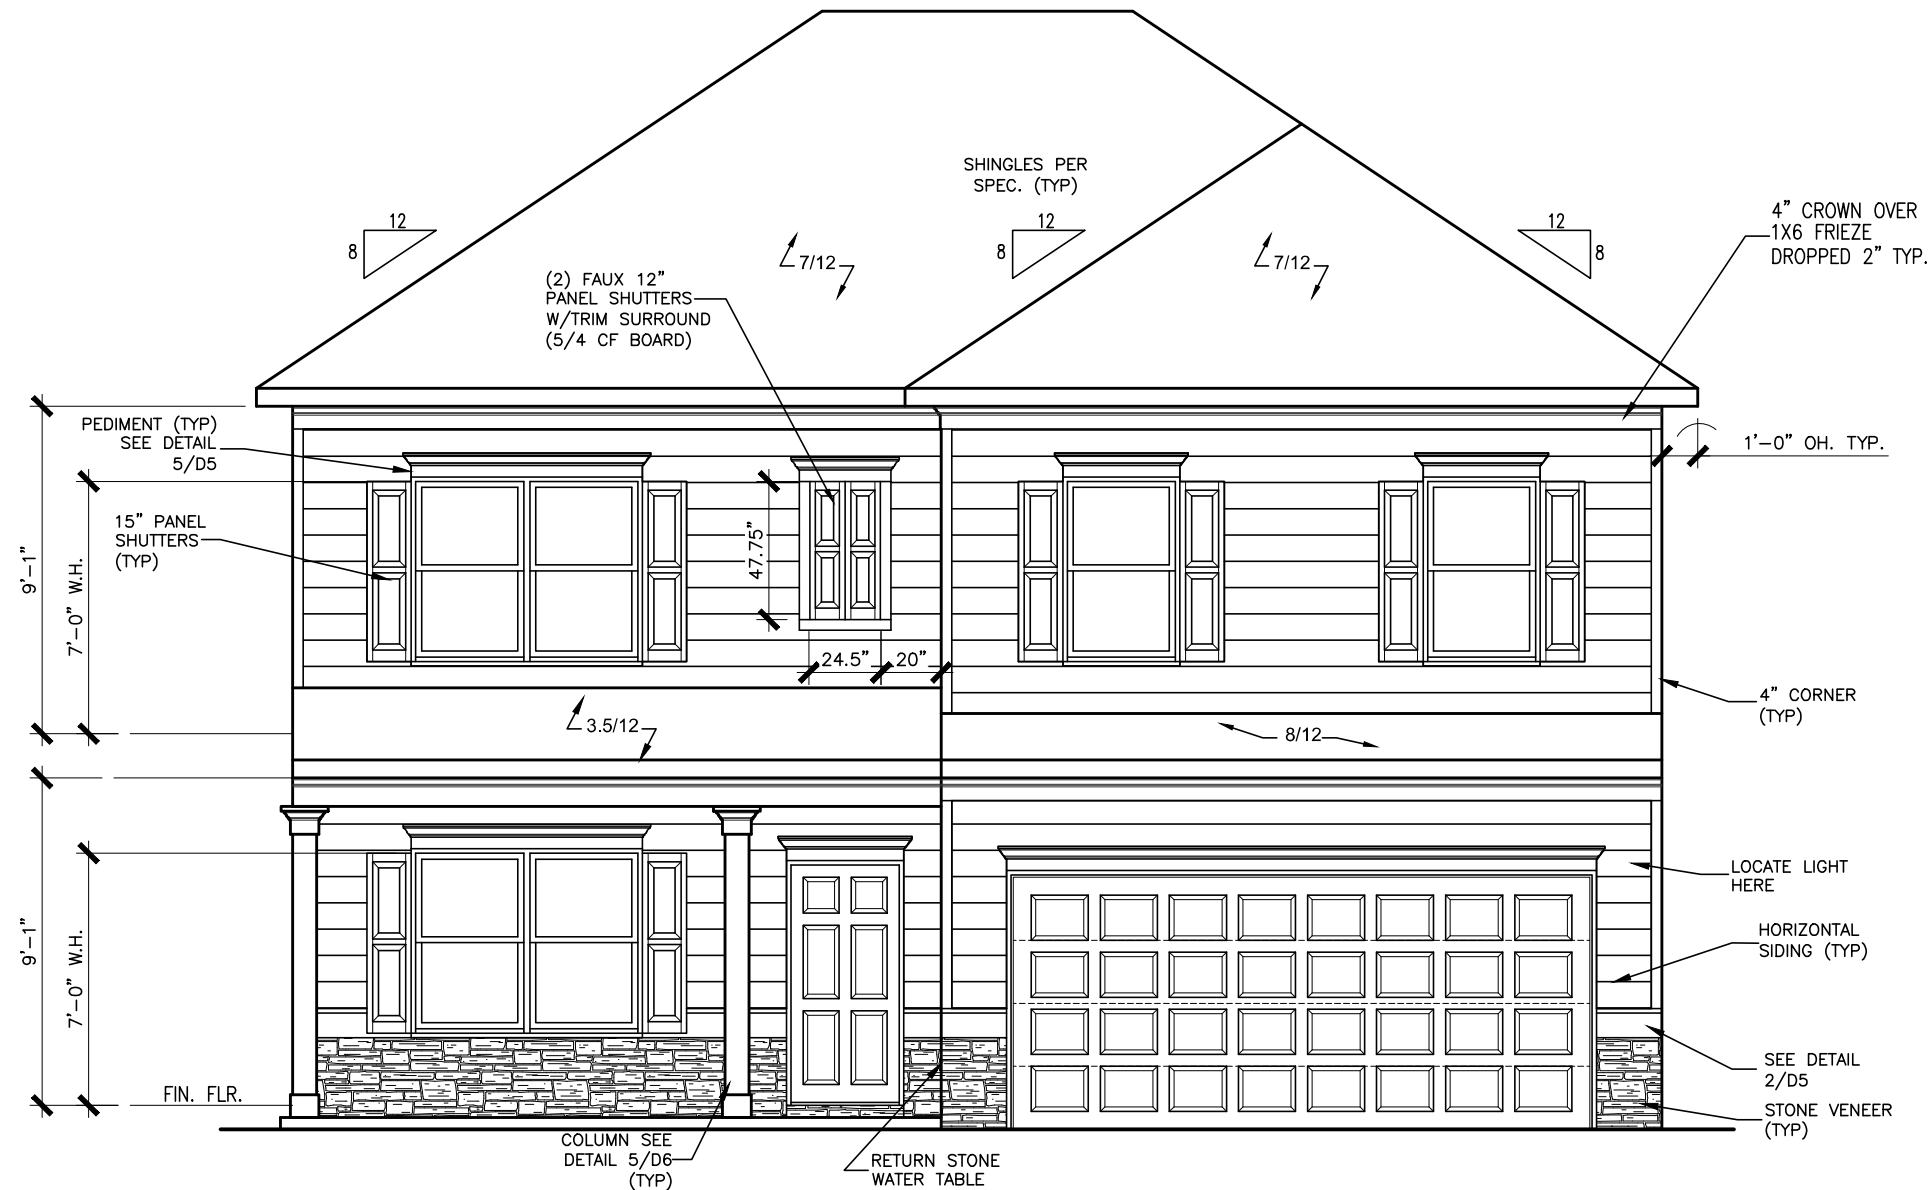 SHINGLES PER
SPEC. (TYP)
12
8
12
8
12
8
4” CROWN OVER
1X6 FRIEZE
DROPPED 2” TYP.
7/12
7/12
(2) FAUX 12”
PANEL SHUTTERS
W/TRIM SURROUND
(5/4 CF BOARD)
PEDIMENT (TYP)
SEE DETAIL
5/D5
1’-0” OH. TYP.
15” PANEL
SHUTTERS
(TYP)
9’-1”
7’-0” W.H.
47.75”
24.5”
20”
4” CORNER
(TYP)
3.5/12
8/12
9’-1”
7’-0” W.H.
LOCATE LIGHT
HERE
HORIZONTAL
SIDING (TYP)
SEE DETAIL
2/D5
STONE VENEER
(TYP)
FIN. FLR.
COLUMN SEE
DETAIL 5/D6
(TYP)
RETURN STONE
WATER TABLE